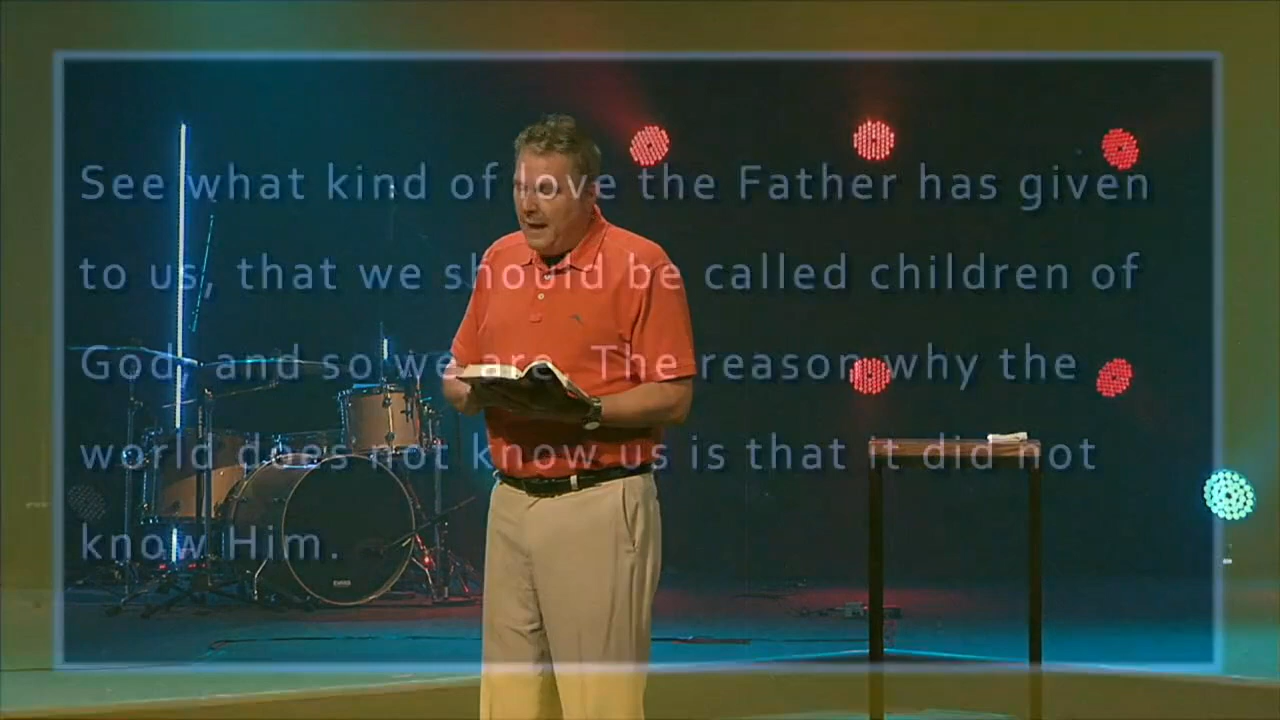 See what kind of love the Father has given
to us, that we should be called children of
God, and so we are. The reason why the
world does not know us is that it did not
know Him.
EVANS